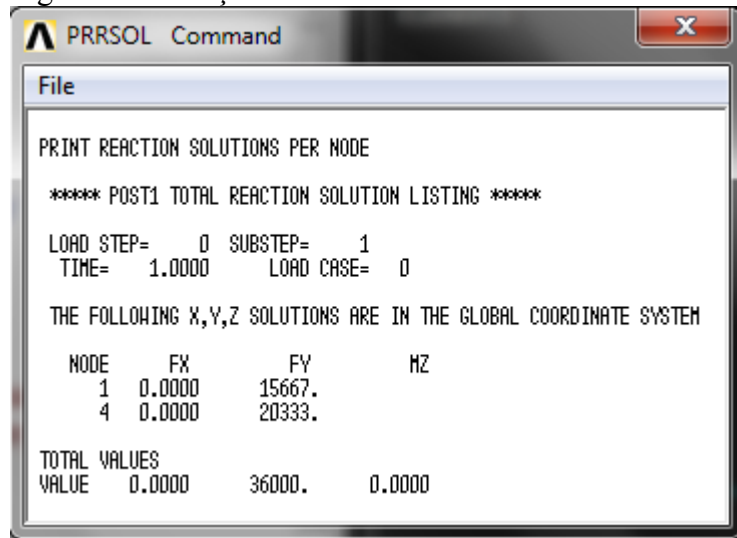 PRRSOL Command
File
PRINT REACTION SOLUTIONS PER NODE
***** POST1 TOTAL REACTION SOLUTION LISTING *****
LOAD STEP= 0 SUBSTEP= 1
TIME= 1.0000 LOAD CASE= 0
THE FOLLOWING X,Y,Z SOLUTIONS ARE IN THE GLOBAL COORDINATE SYSTEM
NODE FX FY MZ
1 0.0000 15667.
4 0.0000 20333.
TOTAL VALUES
VALUE 0.0000 36000. 0.0000